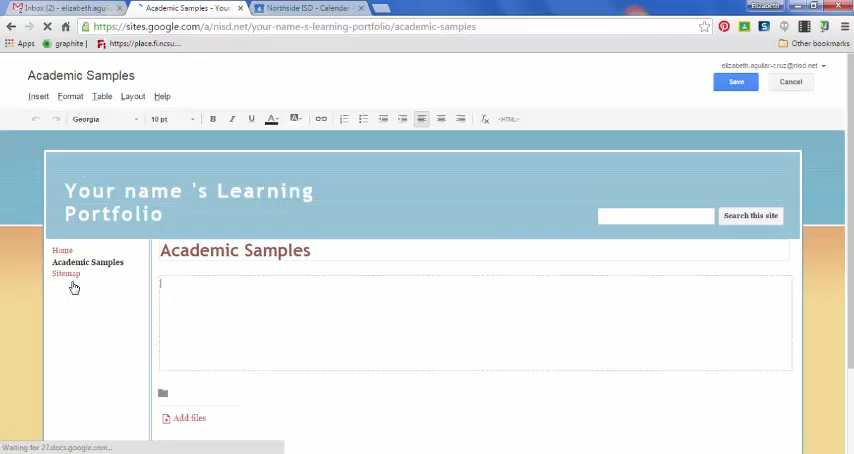 Inbox (2) - elizabeth.aguilar-c
Academic Samples - Your
Northside ISD - Calendar -
Elizabeth
https://sites.google.com/a/nisd.net/your-name-s-learning-portfolio/academic-samples
Apps
graphite |
https://place.fi.ncsu...
Other bookmarks
elizabeth.aguilar-cruz@nisd.net
Academic Samples
Save
Cancel
Insert Format Table Layout Help
Georgia
10 pt
B I U A A
<HTML>
Your name 's Learning
Portfolio
Search this site
Home
Academic Samples
Sitemap
Academic Samples
Add files
Waiting for 27.docs.google.com...